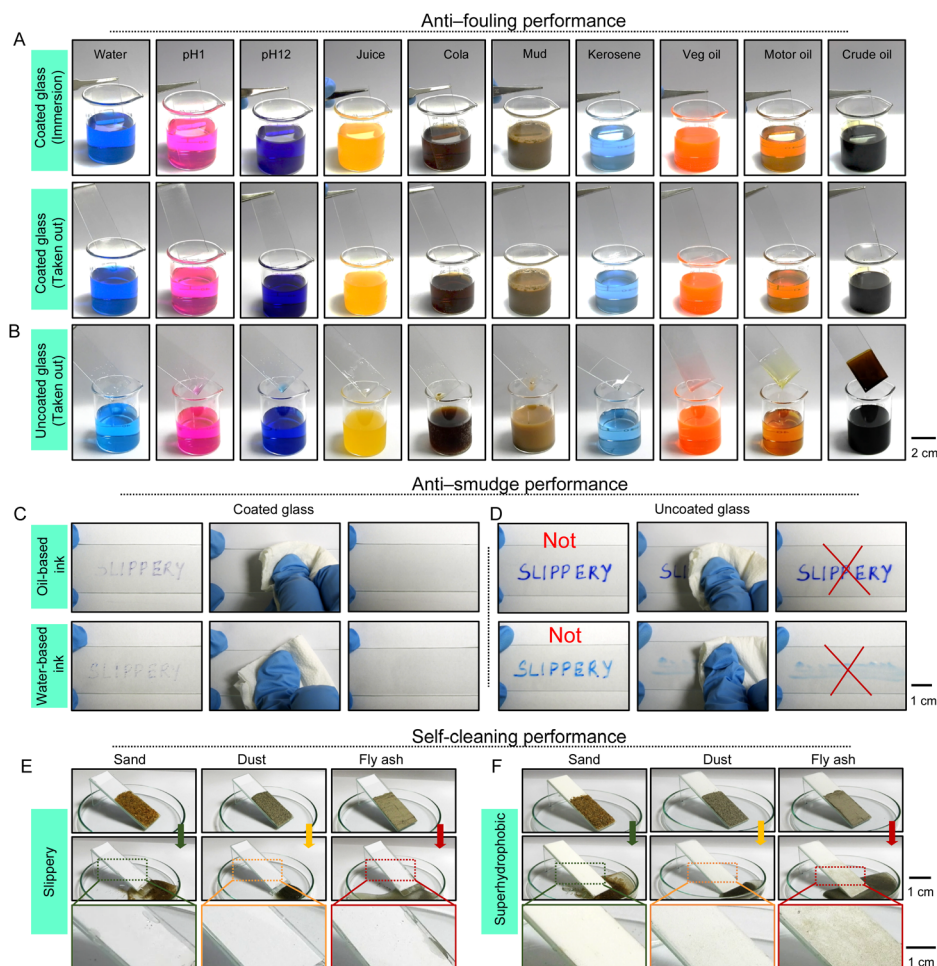 Anti–fouling performance
A
Water
pH1
pH12
Juice
Cola
Mud
Kerosene
Veg oil
Motor oil
Crude oil
Coated glass
(Immersion)
Coated glass
(Taken out)
B
Uncoated glass
(Taken out)
2 cm
Anti–smudge performance
C
Coated glass
D
Uncoated glass
Oil-based
ink
SLIPPERY
Not
SLIPPERY
SLI
SLIPPERY
Water-based
ink
SLIPPERY
Not
SLIPPERY
1 cm
Self-cleaning performance
E
Sand
Dust
Fly ash
F
Sand
Dust
Fly ash
Slippery
Superhydrophobic
1 cm
1 cm